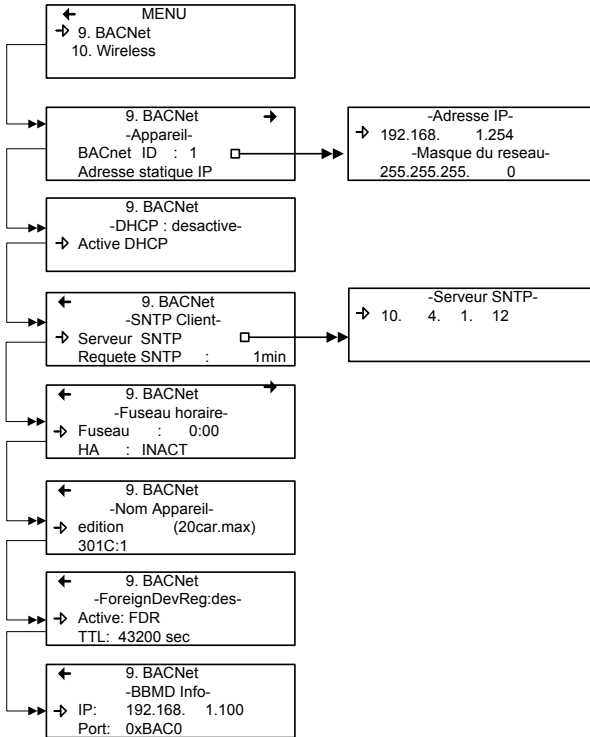 MENU
9. BACNet
10. Wireless
9. BACNet
-Appareil-
BACnet ID : 1
Adresse statique IP
-Adresse IP-
192.168. 1.254
-Masque du reseau-
255.255.255. 0
9. BACNet
-DHCP : desactive-
Active DHCP
9. BACNet
-SNTP Client-
Serveur SNTP
Requete SNTP : 1min
-Serveur SNTP-
10. 4. 1. 12
9. BACNet
-Fuseau horaire-
Fuseau : 0:00
HA : INACT
9. BACNet
-Nom Appareil-
edition (20car.max)
301C:1
9. BACNet
-ForeignDevReg:des-
Active: FDR
TTL: 43200 sec
9. BACNet
-BBMD Info-
IP: 192.168. 1.100
Port: 0xBAC0